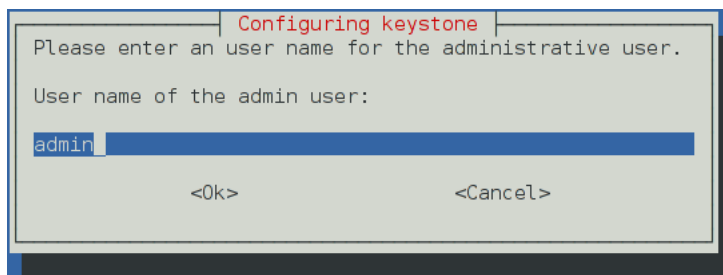 Configuring keystone
Please enter an user name for the administrative user.
User name of the admin user:
admin_
<Ok> <Cancel>